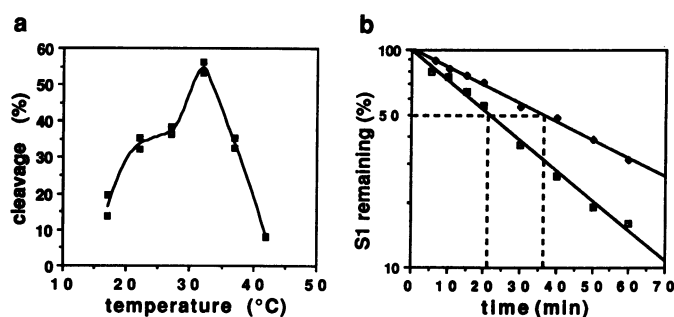 a
60
50
40
30
20
10
0
cleavage (%)
10 20 30 40 50
temperature (°C)
b
100
50
10
S1 remaining (%)
0 10 20 30 40 50 60 70
time (min)